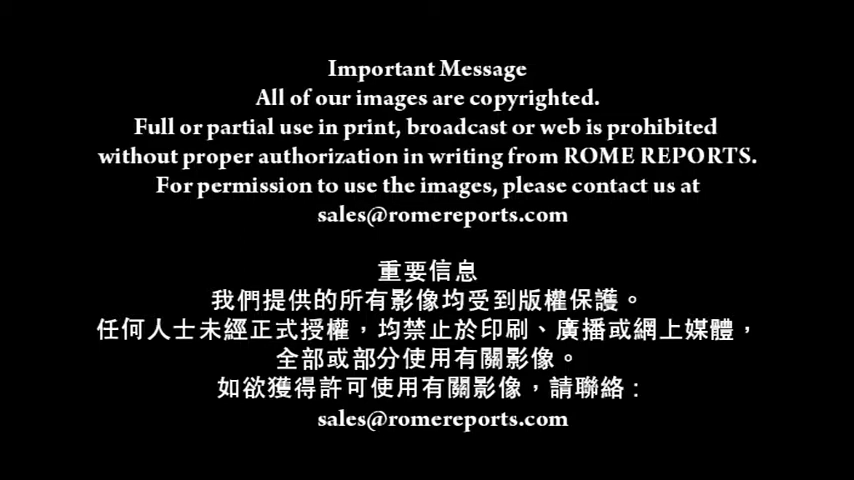 Important Message
All of our images are copyrighted.
Full or partial use in print, broadcast or web is prohibited
without proper authorization in writing from ROME REPORTS.
For permission to use the images, please contact us at
sales@romereports.com
重要信息
我們提供的所有影像均受到版權保護。
任何人士未經正式授權，均禁止於印刷、廣播或網上媒體，
全部或部分使用有關影像。
如欲獲得許可使用有關影像，請聯絡：
sales@romereports.com